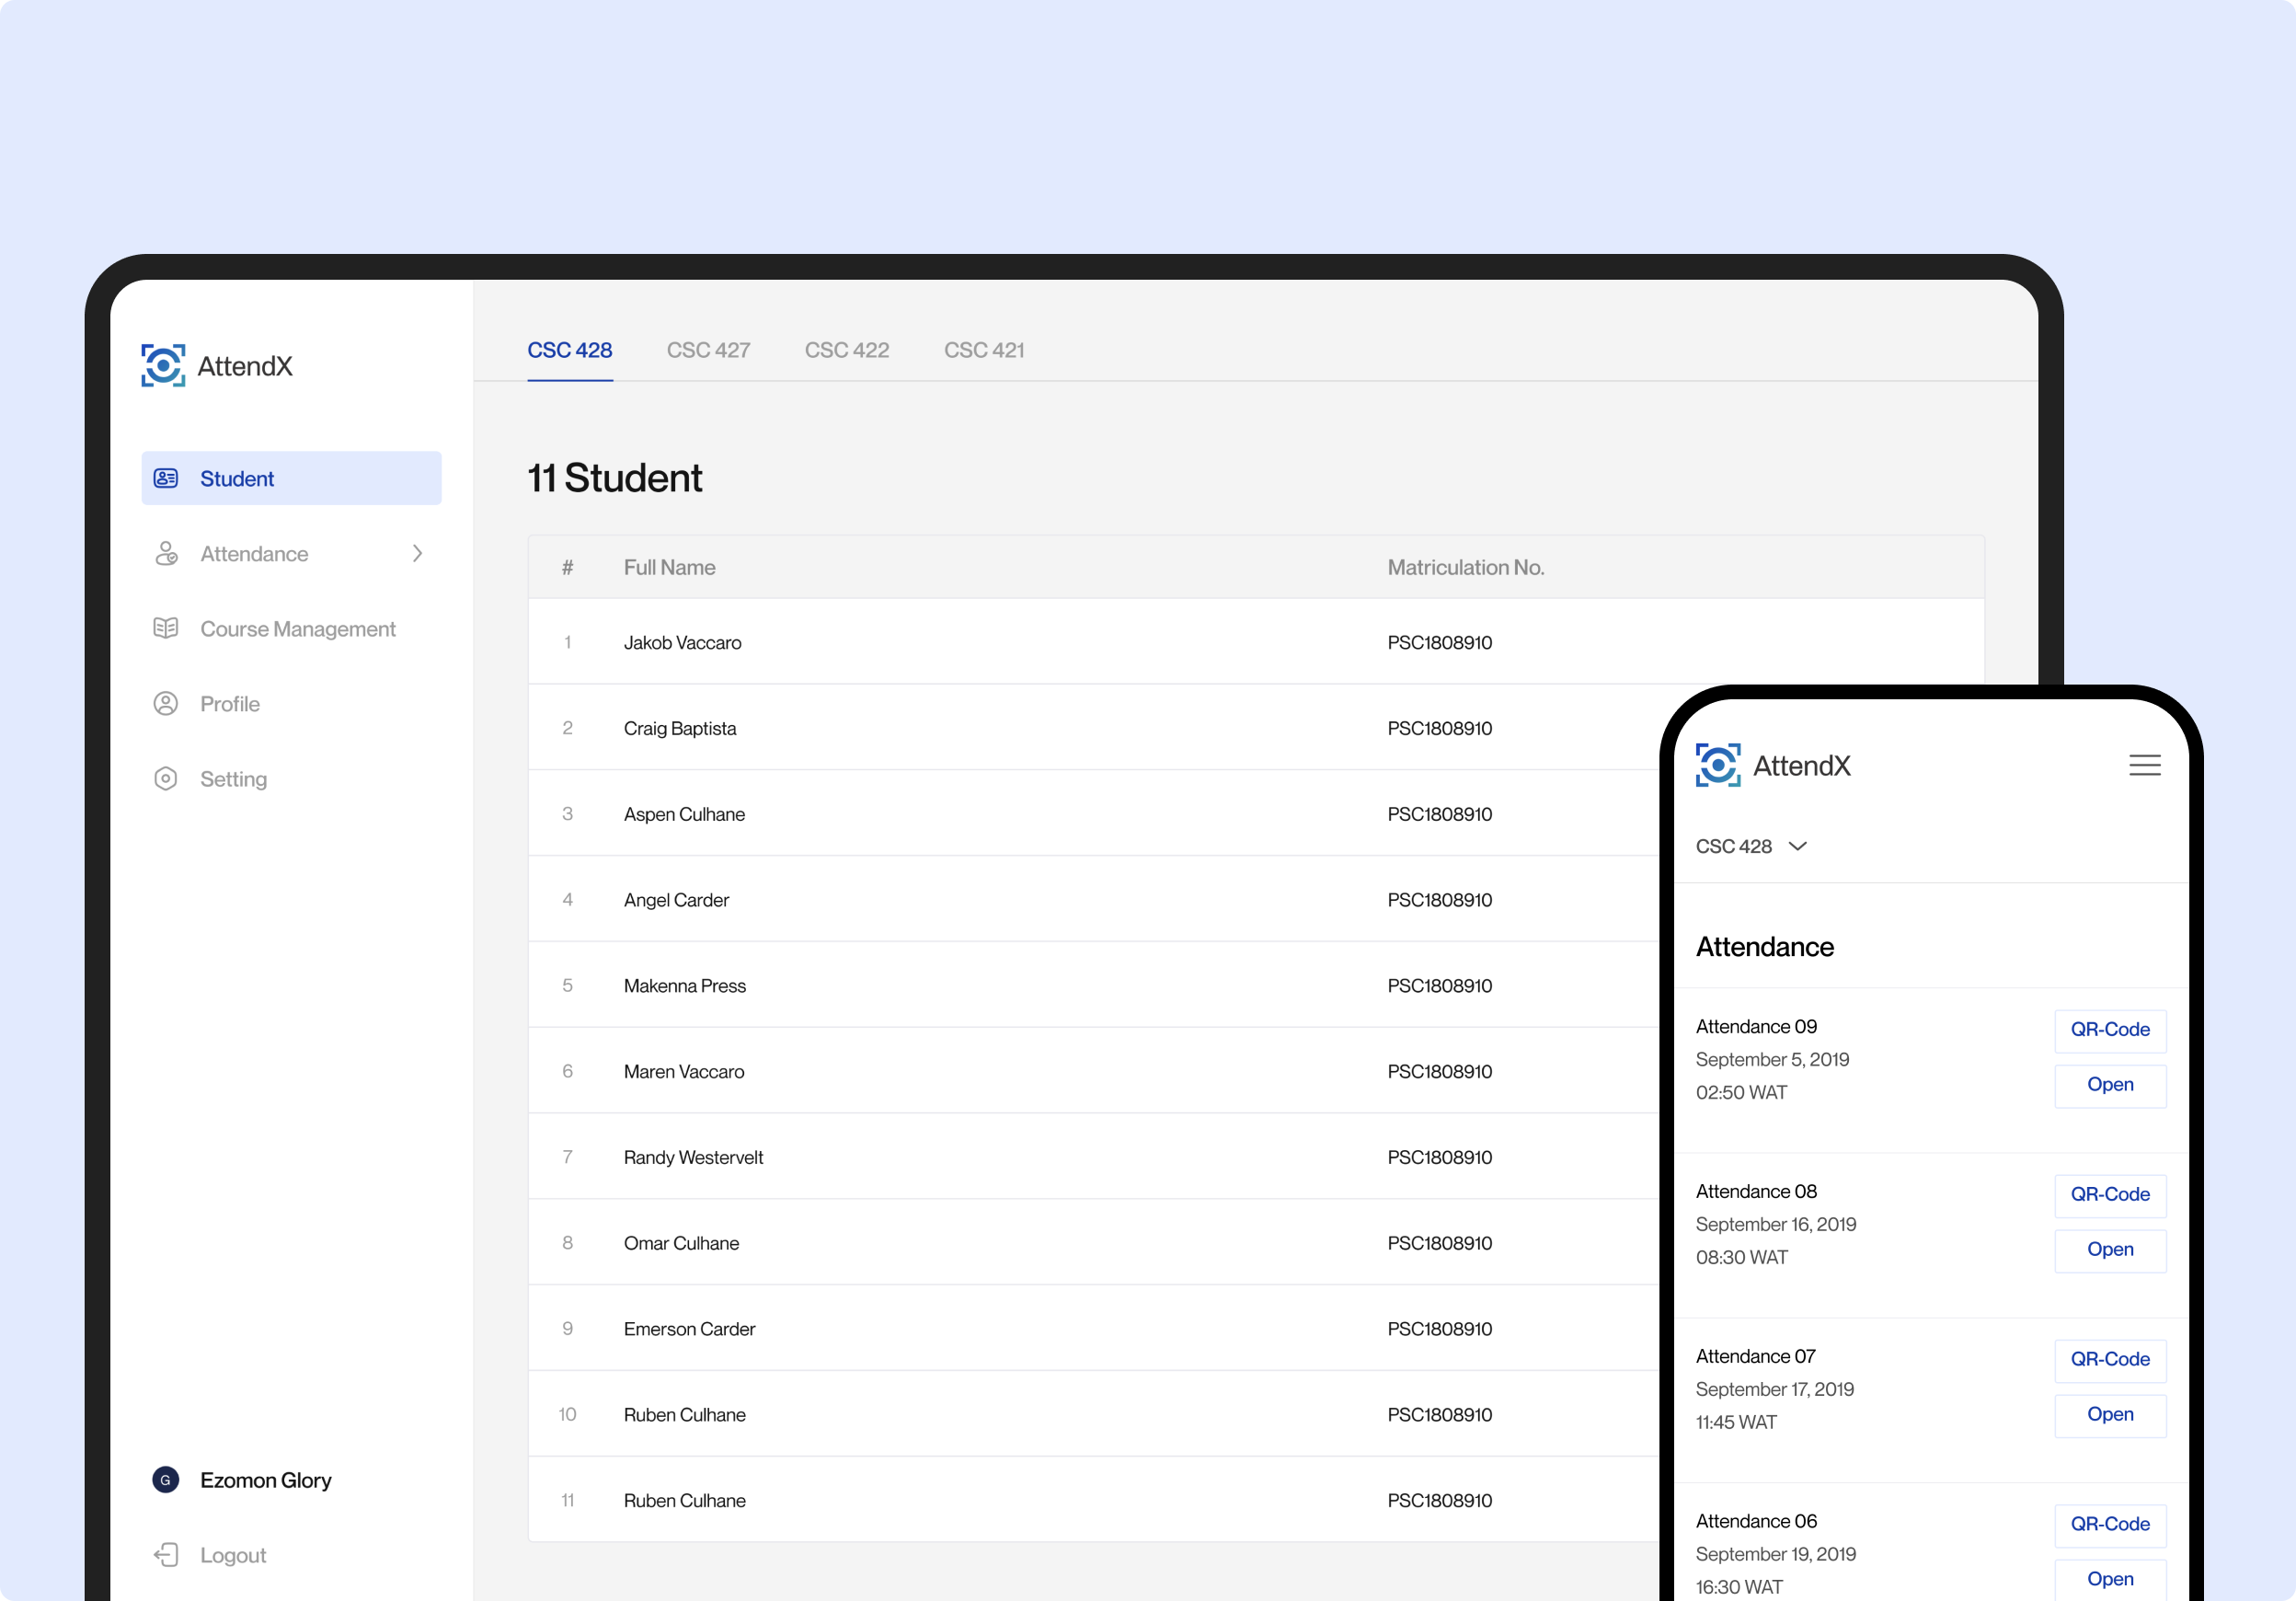 AttendX
Student
Attendance
Course Management
Profile
Setting
Ezomon Glory
G
Logout
CSC 428 CSC 427 CSC 422 CSC 421
11 Student
# Full Name Matriculation No.
1 Jakob Vaccaro PSC1808910
2 Craig Baptista PSC1808910
3 Aspen Culhane PSC1808910
4 Angel Carder PSC1808910
5 Makenna Press PSC1808910
6 Maren Vaccaro PSC1808910
7 Randy Westervelt PSC1808910
8 Omar Culhane PSC1808910
9 Emerson Carder PSC1808910
10 Ruben Culhane PSC1808910
11 Ruben Culhane PSC1808910
AttendX
CSC 428
Attendance
Attendance 09
September 5, 2019
02:50 WAT
QR-Code
Open
Attendance 08
September 16, 2019
08:30 WAT
QR-Code
Open
Attendance 07
September 17, 2019
11:45 WAT
QR-Code
Open
Attendance 06
September 19, 2019
16:30 WAT
QR-Code
Open